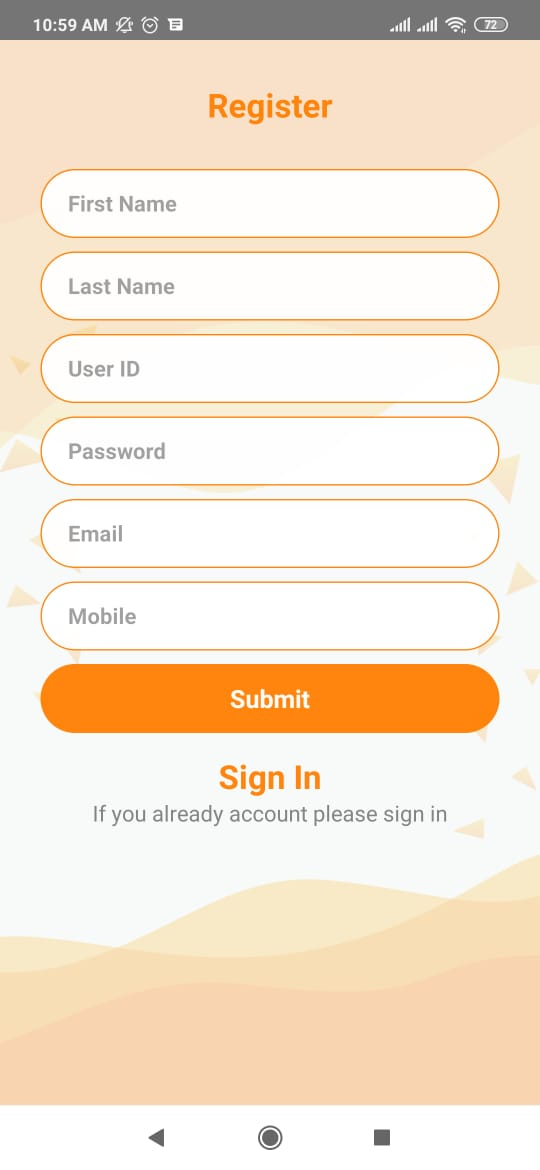 10:59 AM
72
Register
First Name
Last Name
User ID
Password
Email
Mobile
Submit
Sign In
If you already account please sign in